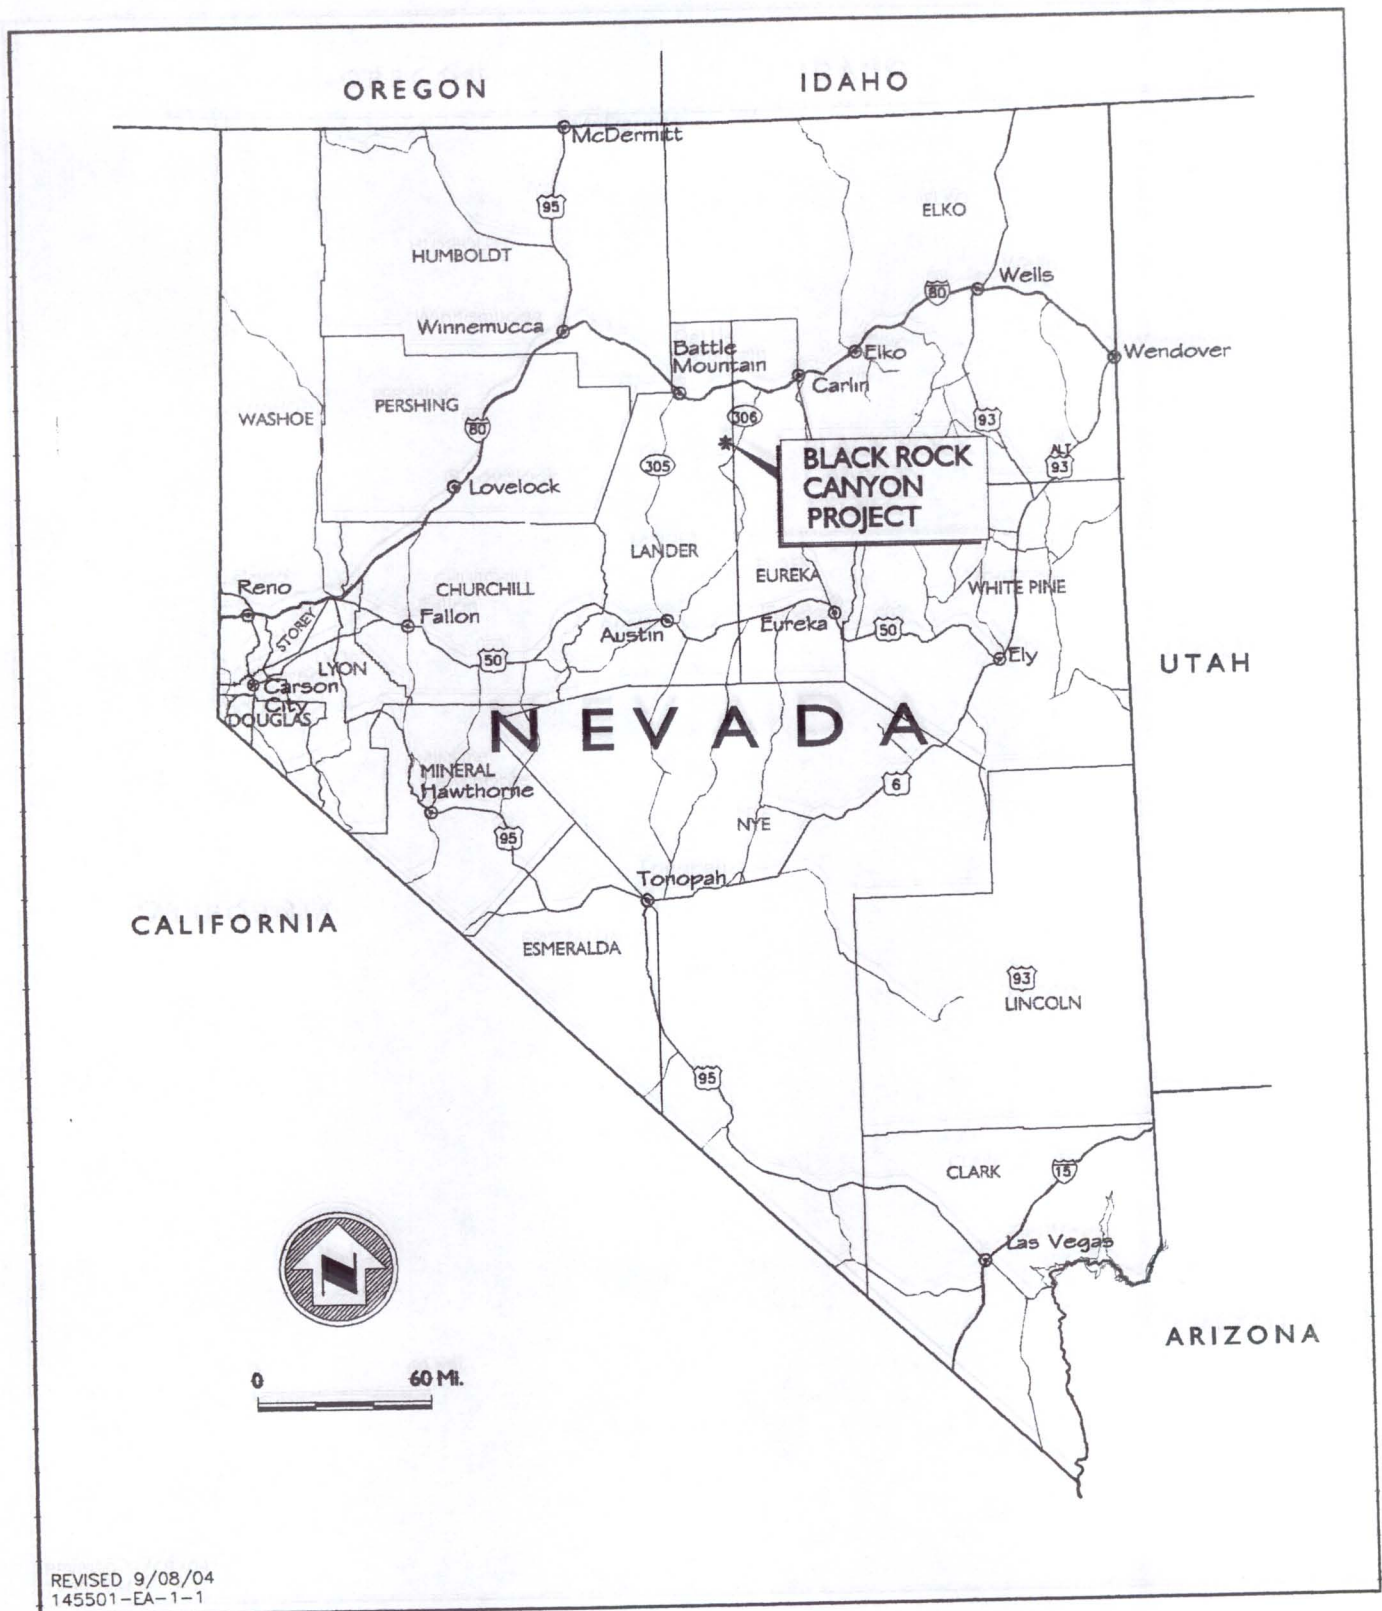 OREGON
IDAHO
McDermitt
95
ELKO
HUMBOLDT
Wells
80
Winnemucca
Battle
Mountain
Elko
Wendover
Carlin
PERSHING
WASHOE
306
93
80
BLACK ROCK
CANYON
PROJECT
ALT
93
305
Lovelock
LANDER
EUREKA
WHITE PINE
Reno
CHURCHILL
STOREY
Fallon
Austin
Eureka
50
50
Ely
UTAH
LYON
Carson
City
DOUGLAS
NEVADA
MINERAL
Hawthorne
6
NYE
95
Tonopah
CALIFORNIA
ESMERALDA
93
LINCOLN
95
CLARK
15
Las Vegas
N
ARIZONA
0 60 Mi.
REVISED 9/08/04
145501-EA-1-1